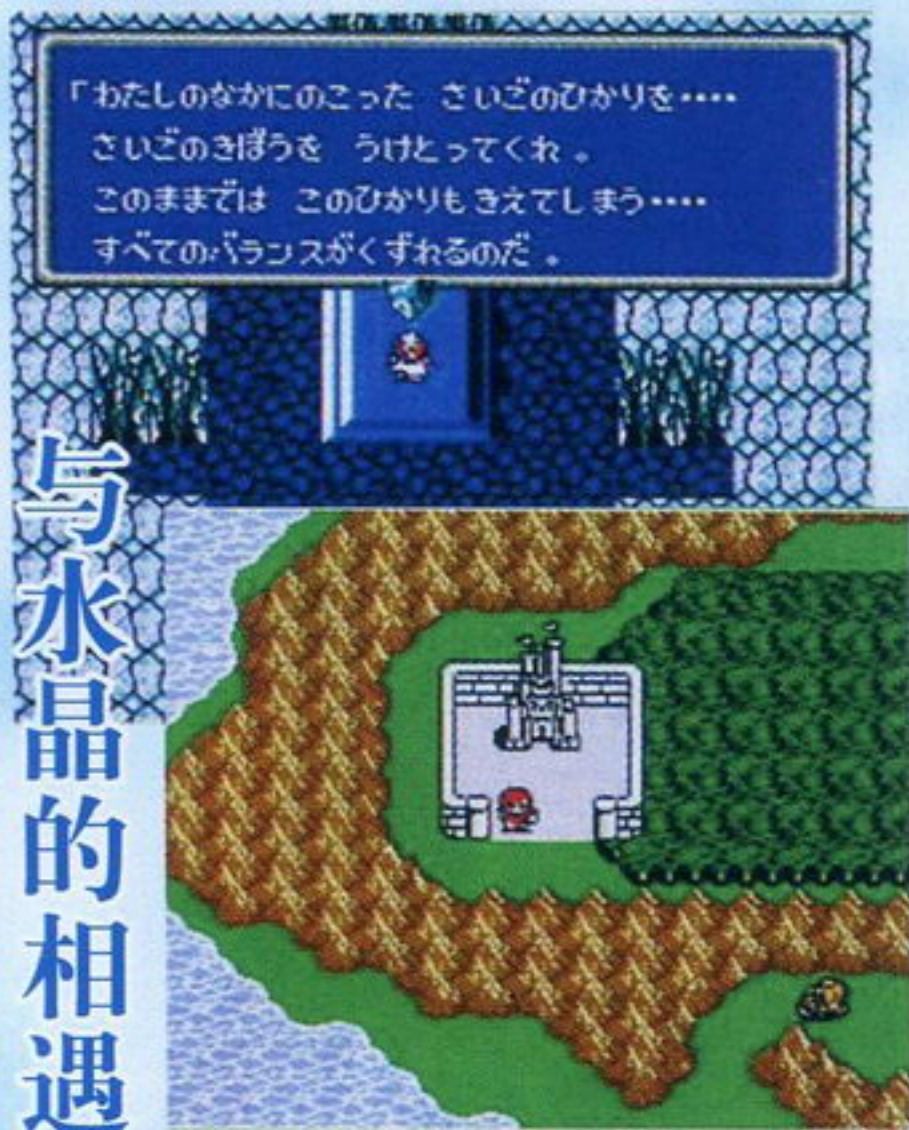 「わたしのなかにのこった　さいごのひかりを‥‥
さいごのきぼうを　うけとってくれ。
このままでは　このひかりもきえてしまう‥‥
すべてのバランスがくずれるのだ。
与水晶的相遇